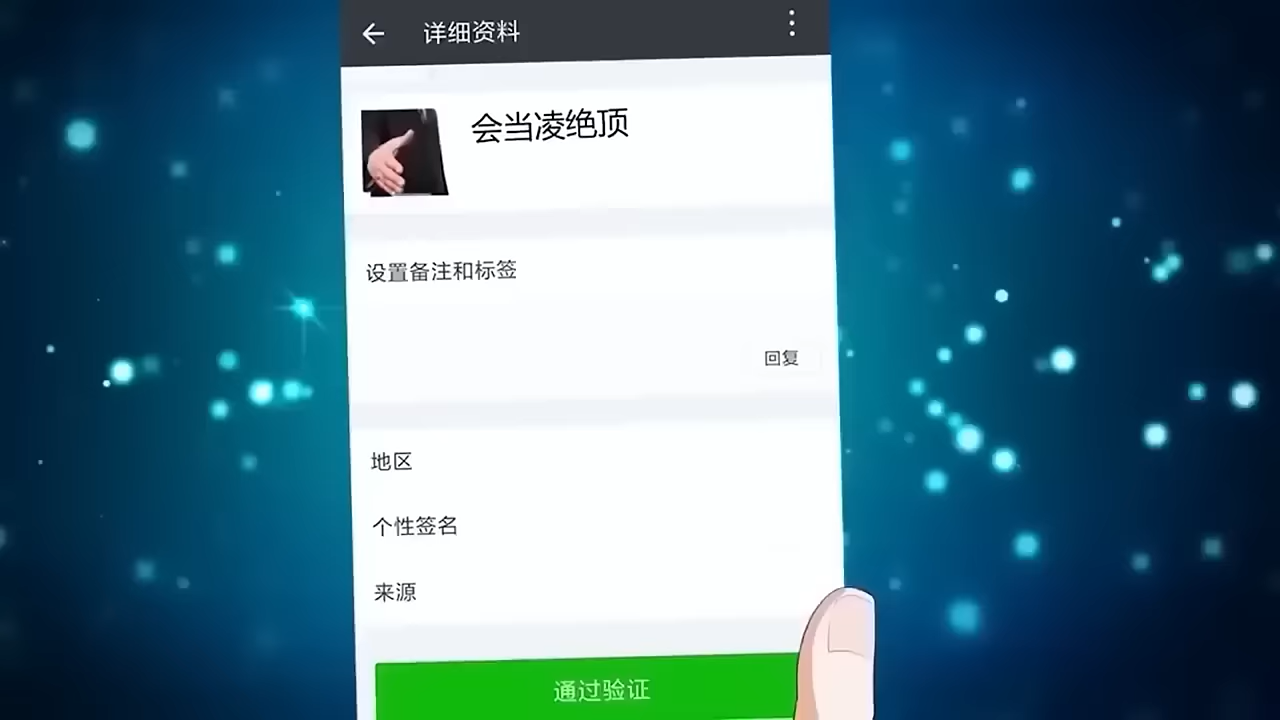 详细资料
会当凌绝顶
设置备注和标签
回复
地区
个性签名
来源
通过验证